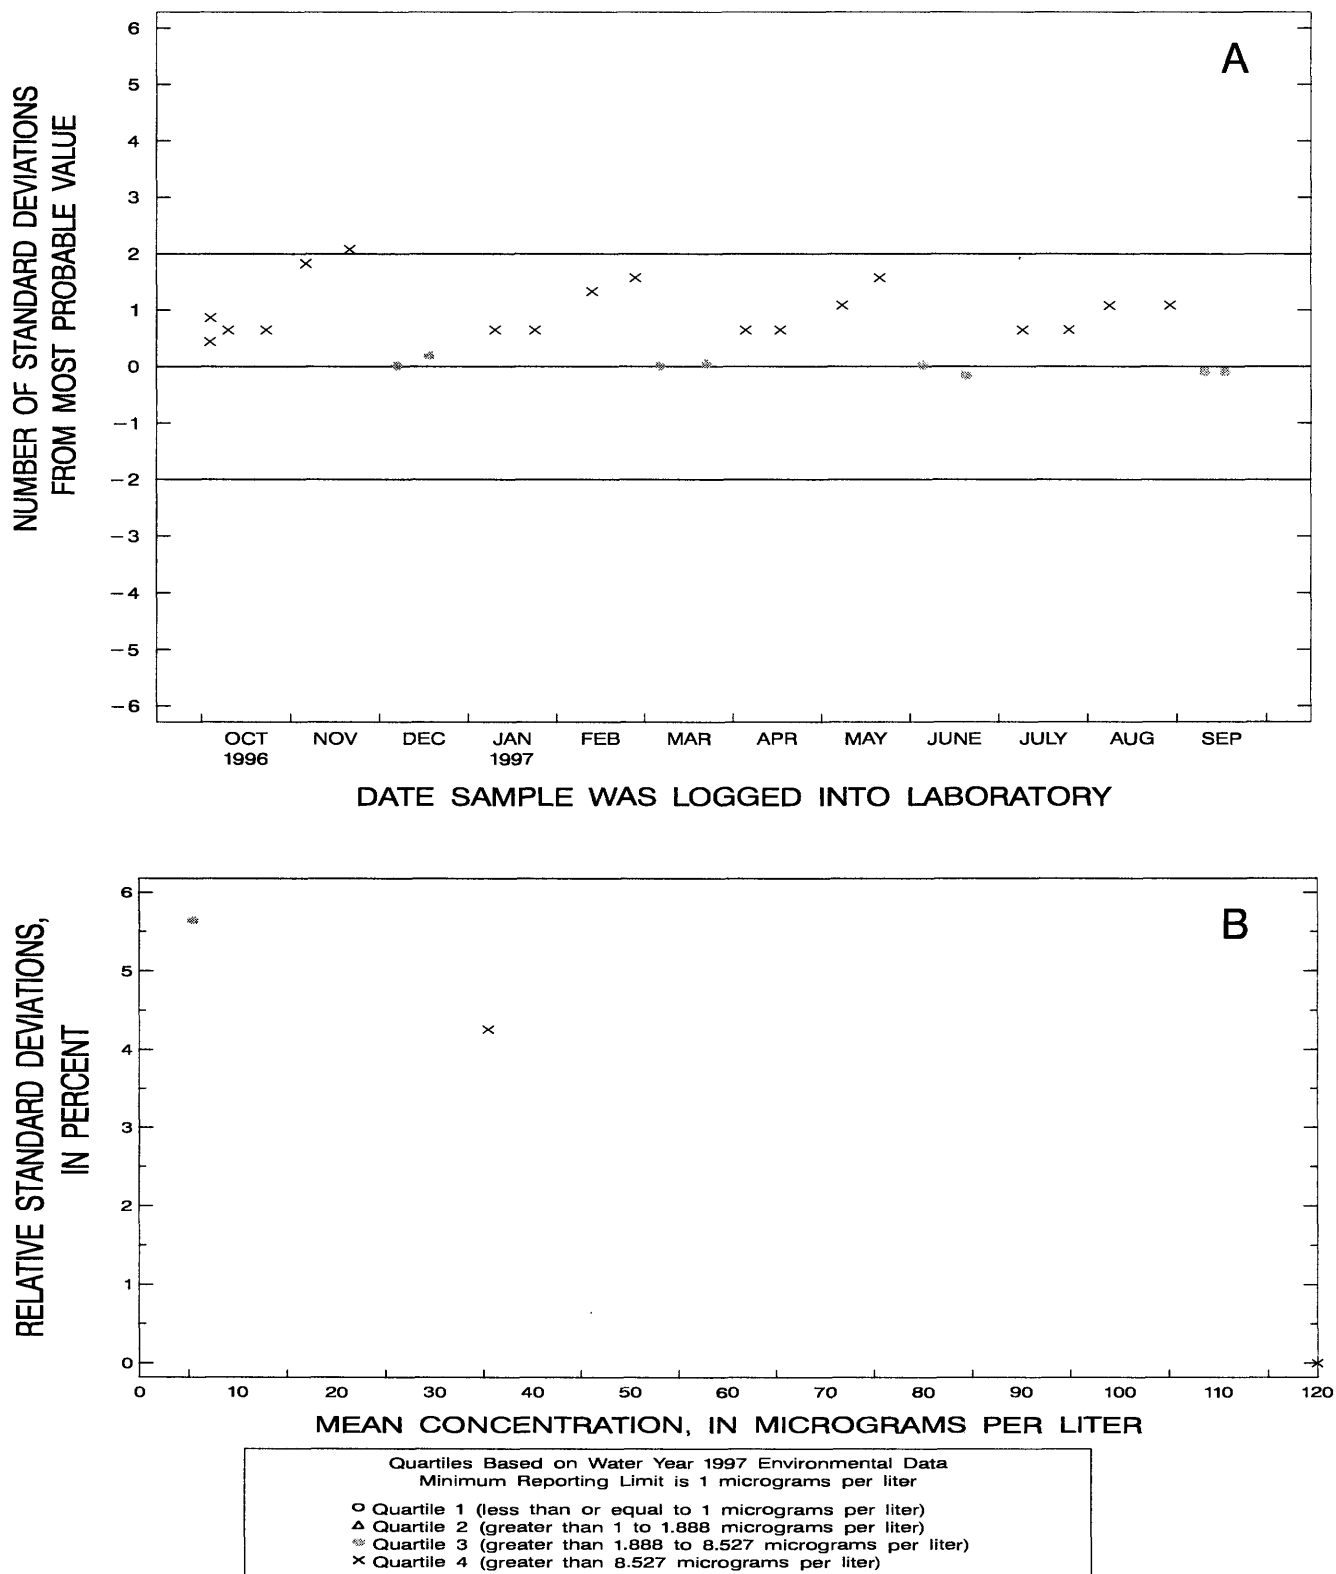 A
NUMBER OF STANDARD DEVIATIONS
FROM MOST PROBABLE VALUE
6
5
4
3
2
1
0
−1
−2
−3
−4
−5
−6
OCT NOV DEC JAN FEB MAR APR MAY JUNE JULY AUG SEP
1996 1997
DATE SAMPLE WAS LOGGED INTO LABORATORY
B
RELATIVE STANDARD DEVIATIONS,
IN PERCENT
6
5
4
3
2
1
0
0 10 20 30 40 50 60 70 80 90 100 110 120
MEAN CONCENTRATION, IN MICROGRAMS PER LITER
Quartiles Based on Water Year 1997 Environmental Data
Minimum Reporting Limit is 1 micrograms per liter
Quartile 1 (less than or equal to 1 micrograms per liter)
Quartile 2 (greater than 1 to 1.888 micrograms per liter)
Quartile 3 (greater than 1.888 to 8.527 micrograms per liter)
Quartile 4 (greater than 8.527 micrograms per liter)